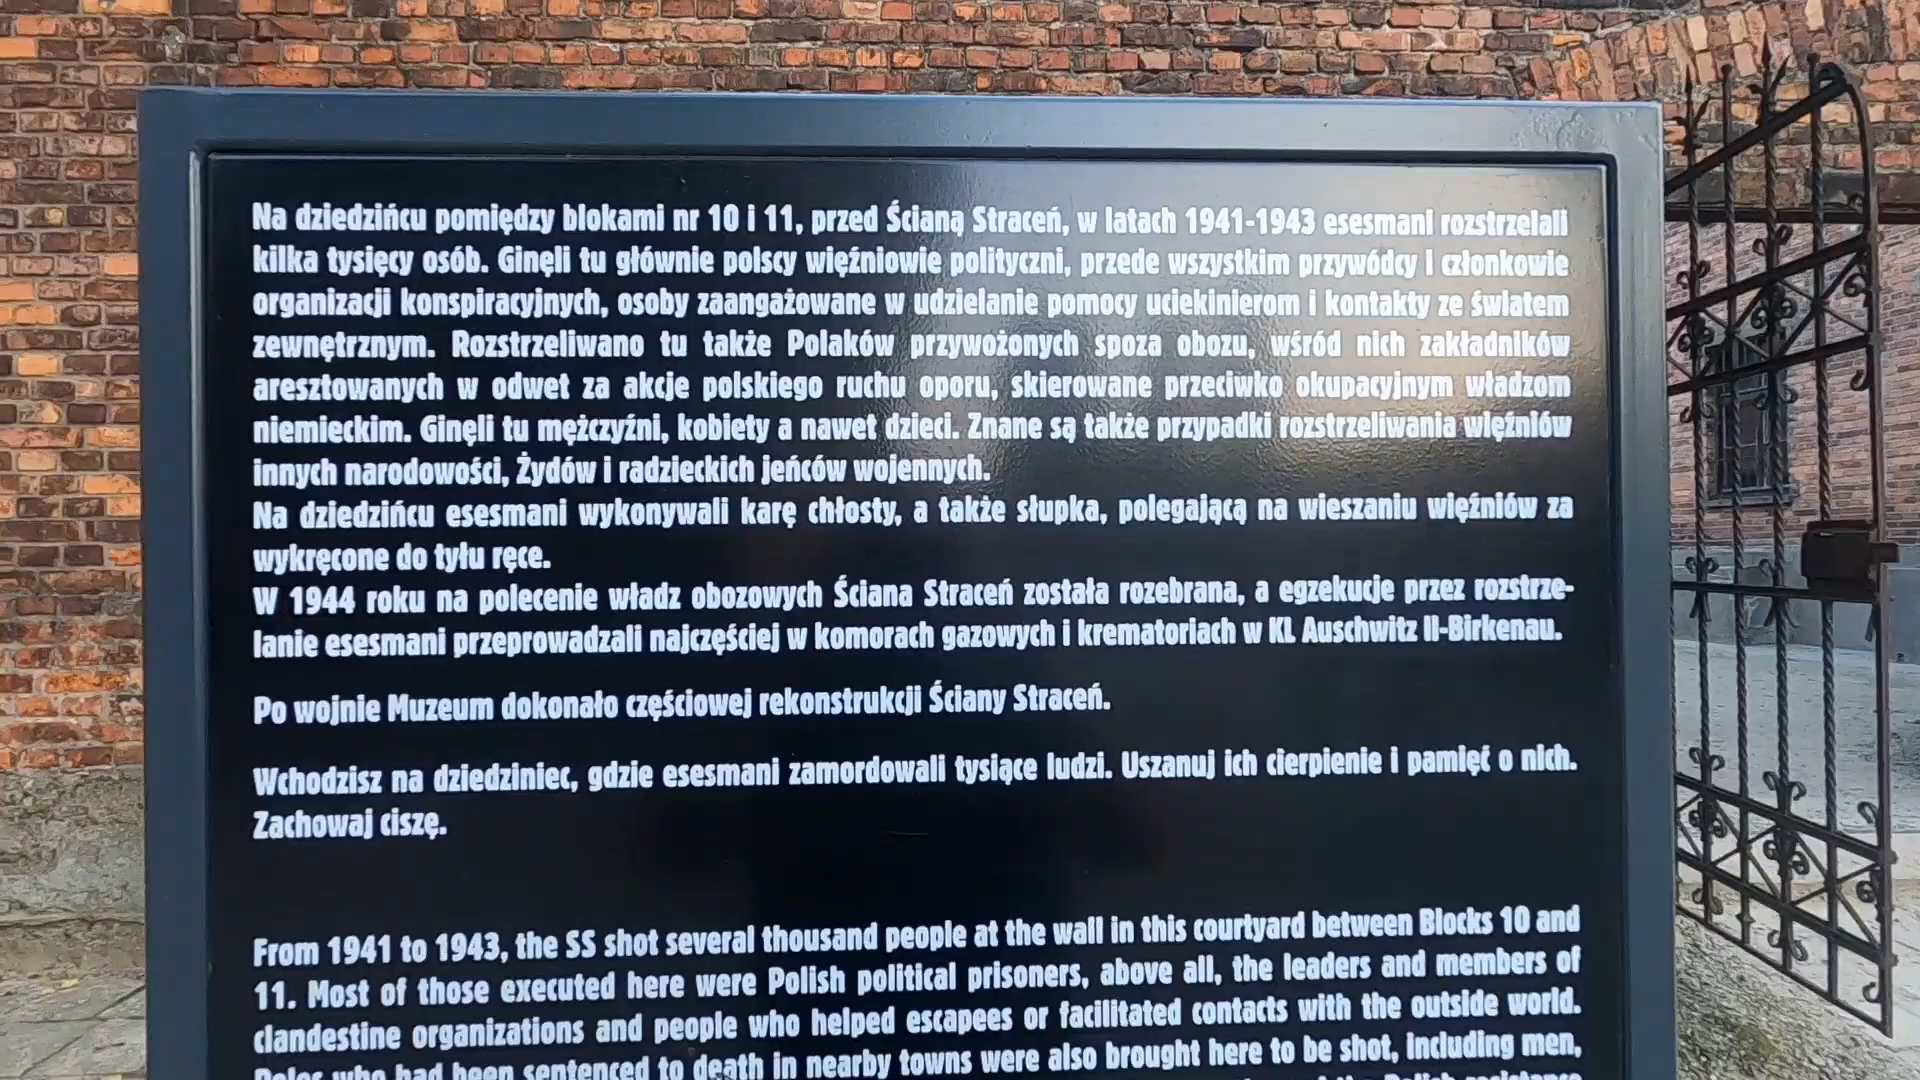 Na dziedzińcu pomiędzy blokami nr 10 i 11, przed Ścianą Straceń, w latach 1941-1943 esesmani rozstrzelali
kilka tysięcy osób. Ginęli tu głównie polscy więźniowie polityczni, przede wszystkim przywódcy i członkowie
organizacji konspiracyjnych, osoby zaangażowane w udzielanie pomocy uciekinierom i kontakty ze światem
zewnętrznym. Rozstrzeliwano tu także Polaków przywożonych spoza obozu, wśród nich zakładników
aresztowanych w odwet za akcje polskiego ruchu oporu, skierowane przeciwko okupacyjnym władzom
niemieckim. Ginęli tu mężczyźni, kobiety a nawet dzieci. Znane są także przypadki rozstrzeliwania więźniów
innych narodowości, Żydów i radzieckich jeńców wojennych.
Na dziedzińcu esesmani wykonywali karę chłosty, a także słupka, polegającą na wieszaniu więźniów za
wykręcone do tyłu ręce.
W 1944 roku na polecenie władz obozowych Ściana Straceń została rozebrana, a egzekucje przez rozstrze-
lanie esesmani przeprowadzali najczęściej w komorach gazowych i krematoriach w KL Auschwitz II-Birkenau.
Po wojnie Muzeum dokonało częściowej rekonstrukcji Ściany Straceń.
Wchodzisz na dziedziniec, gdzie esesmani zamordowali tysiące ludzi. Uszanuj ich cierpienie i pamięć o nich.
Zachowaj ciszę.
From 1941 to 1943, the SS shot several thousand people at the wall in this courtyard between Blocks 10 and
11. Most of those executed here were Polish political prisoners, above all, the leaders and members of
clandestine organizations and people who helped escapees or facilitated contacts with the outside world.
Poles who had been sentenced to death in nearby towns were also brought here to be shot, including men,